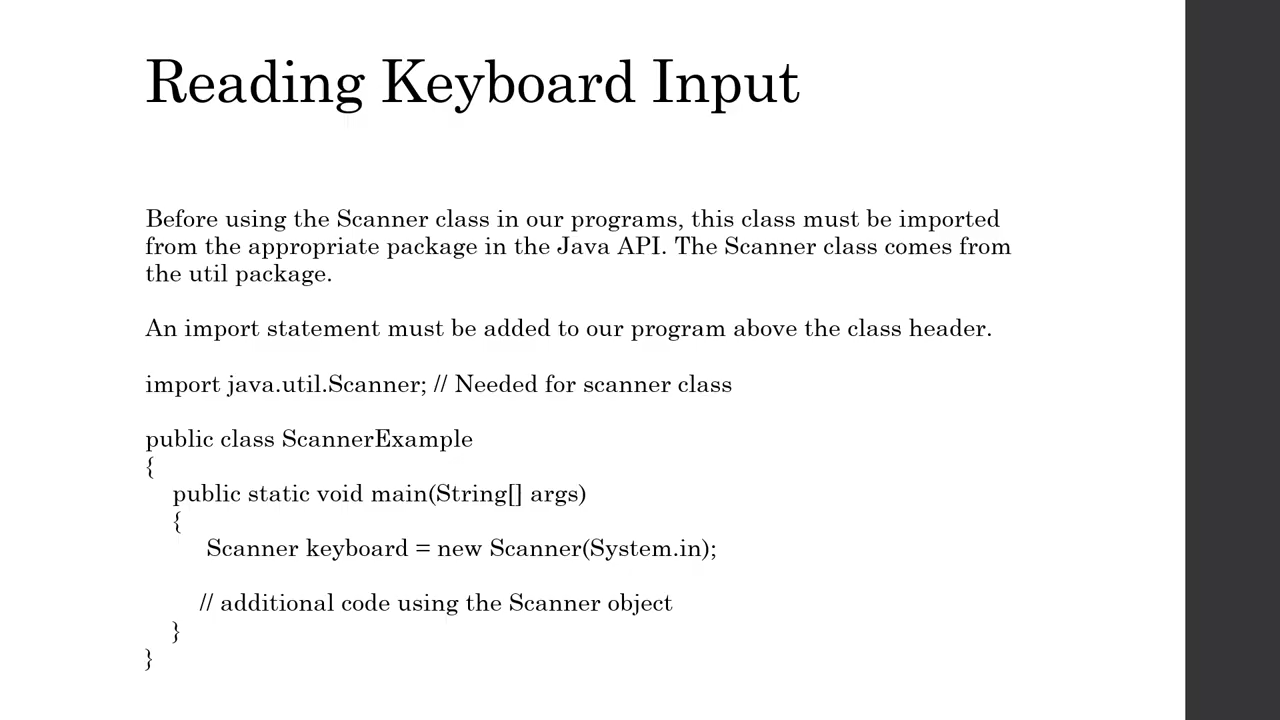 Reading Keyboard Input
Before using the Scanner class in our programs, this class must be imported
from the appropriate package in the Java API. The Scanner class comes from
the util package.
An import statement must be added to our program above the class header.
import java.util.Scanner; // Needed for scanner class
public class ScannerExample
{
public static void main(String[] args)
{
Scanner keyboard = new Scanner(System.in);
// additional code using the Scanner object
}
}